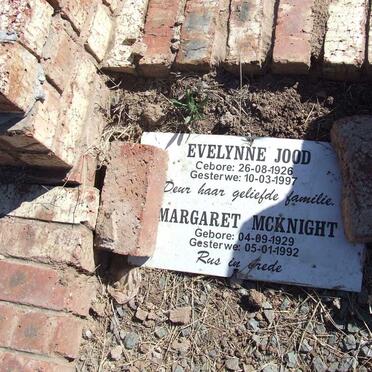 EVELYNNE JOOD
Gebore: 26-08-1926
Gesterwe: 10-03-1997
Deur haar geliefde familie.
MARGARET MCKNIGHT
Gebore: 04-09-1929
Gesterwe: 05-01-1992
Rus in vrede